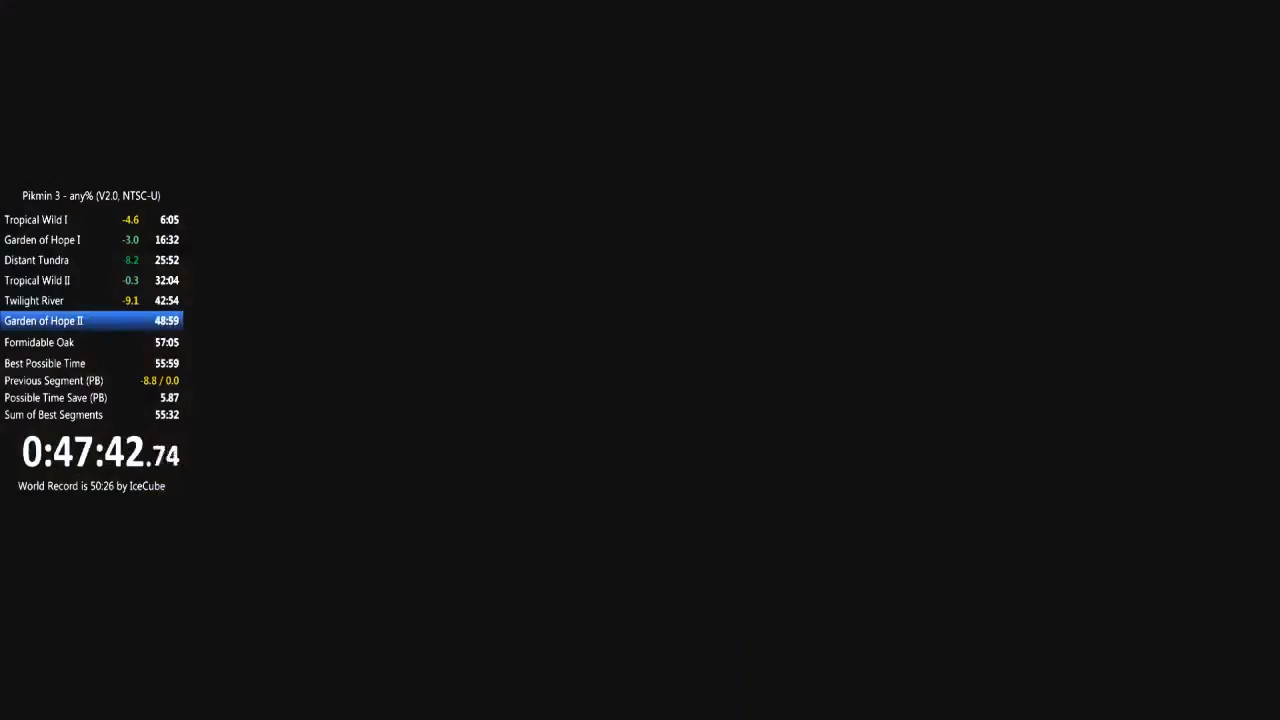 Pikmin 3 - any% (V2.0, NTSC-U)
Tropical Wild I -4.6 6:05
Garden of Hope I -3.0 16:32
Distant Tundra -8.2 25:52
Tropical Wild II -0.3 32:04
Twilight River -9.1 42:54
Garden of Hope II 48:59
Formidable Oak 57:05
Best Possible Time 55:59
Previous Segment (PB) -8.8 / 0.0
Possible Time Save (PB) 5.87
Sum of Best Segments 55:32
0:47:42.74
World Record is 50:26 by IceCube